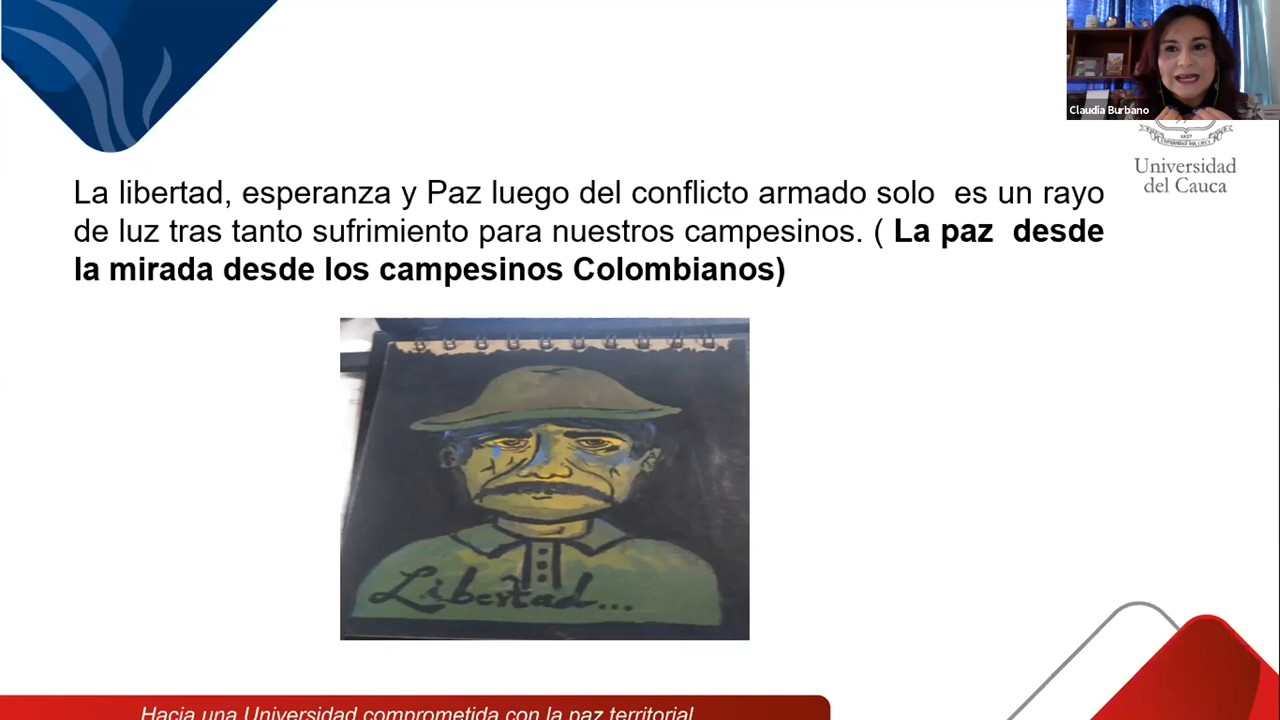 Claudia Burbano
Universidad
del Cauca
La libertad, esperanza y Paz luego del conflicto armado solo es un rayo
de luz tras tanto sufrimiento para nuestros campesinos. ( La paz desde
la mirada desde los campesinos Colombianos)
Libertad...
Hacia una Universidad comprometida con la paz territorial